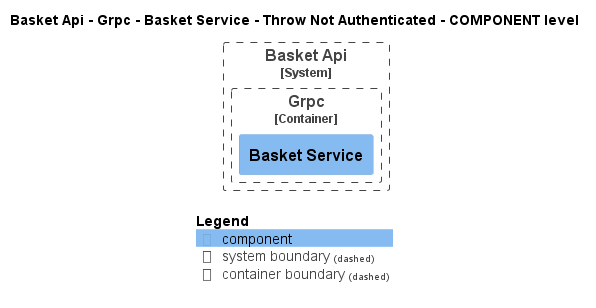 Basket Api - Grpc - Basket Service - Throw Not Authenticated - COMPONENT level
Basket Api
[System]
Grpc
[Container]
Basket Service
Legend
component
system boundary (dashed)
container boundary (dashed)